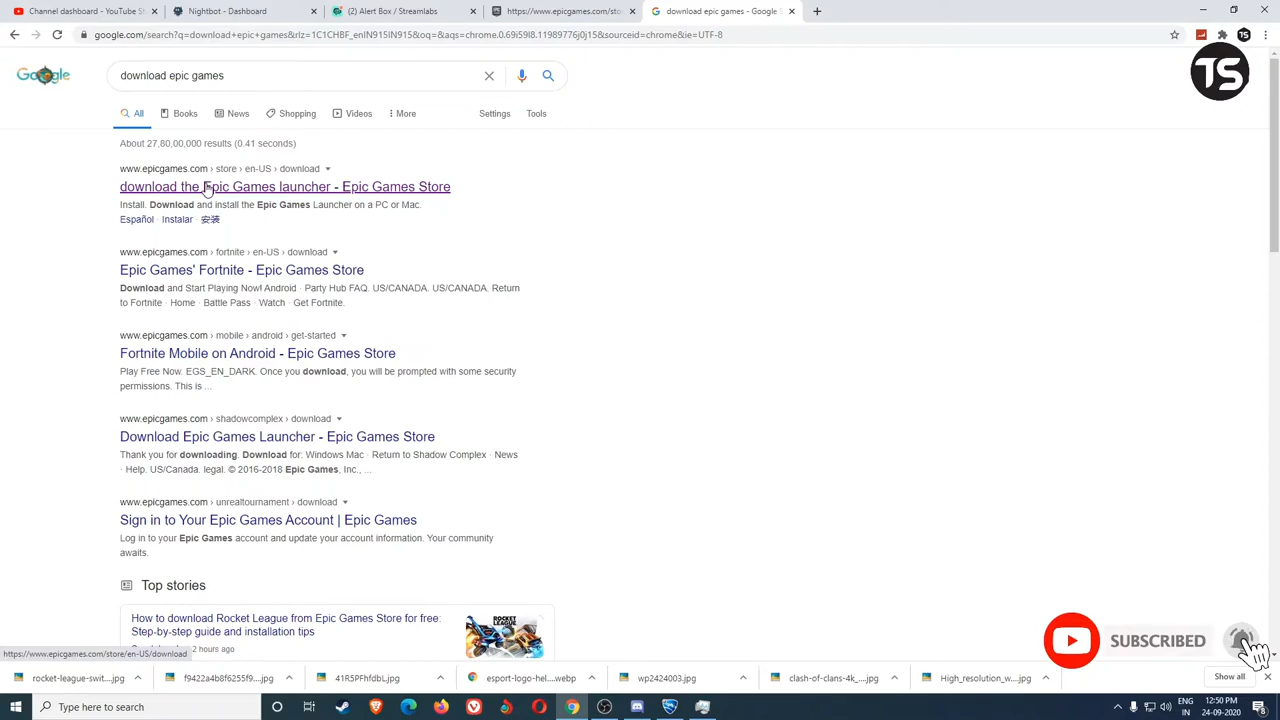 Channel dashboard - YouTube St
Nightbot - Dashboard
(2) Alert Box / Streamlabs
https://www.epicgames.com/store
download epic games - Google S
google.com/search?q=download+epic+games&rlz=1C1CHBF_enIN915IN915&oq=&aqs=chrome.0.69i59l8.11989776j0j15&sourceid=chrome&ie=UTF-8
TS
Google
download epic games
All
Books
News
Shopping
Videos
More
Settings
Tools
About 27,80,00,000 results (0.41 seconds)
www.epicgames.com › store › en-US › download
download the Epic Games launcher - Epic Games Store
Install. Download and install the Epic Games Launcher on a PC or Mac.
Español · Instalar · 安装
www.epicgames.com › fortnite › en-US › download
Epic Games' Fortnite - Epic Games Store
Download and Start Playing Now! Android · Party Hub FAQ. US/CANADA. US/CANADA. Return
to Fortnite · Home · Battle Pass · Watch · Get Fortnite.
www.epicgames.com › mobile › android › get-started
Fortnite Mobile on Android - Epic Games Store
Play Free Now. EGS_EN_DARK. Once you download, you will be prompted with some security
permissions. This is ...
www.epicgames.com › shadowcomplex › download
Download Epic Games Launcher - Epic Games Store
Thank you for downloading. Download for: Windows Mac · Return to Shadow Complex · News
· Help. US/Canada. legal. © 2016-2018 Epic Games, Inc., ...
www.epicgames.com › unrealtournament › download
Sign in to Your Epic Games Account | Epic Games
Log in to your Epic Games account and update your account information. Your community
awaits.
Top stories
How to download Rocket League from Epic Games Store for free:
Step-by-step guide and installation tips
hours ago
SUBSCRIBED
https://www.epicgames.com/store/en-US/download
rocket-league-swit....jpg
f9422a4b8f6255f9....jpg
41R5PFhfdbL.jpg
esport-logo-hel....webp
wp2424003.jpg
clash-of-clans-4k_....jpg
High_resolution_w....jpg
Show all
Type here to search
ENG
IN
12:50 PM
24-09-2020
8